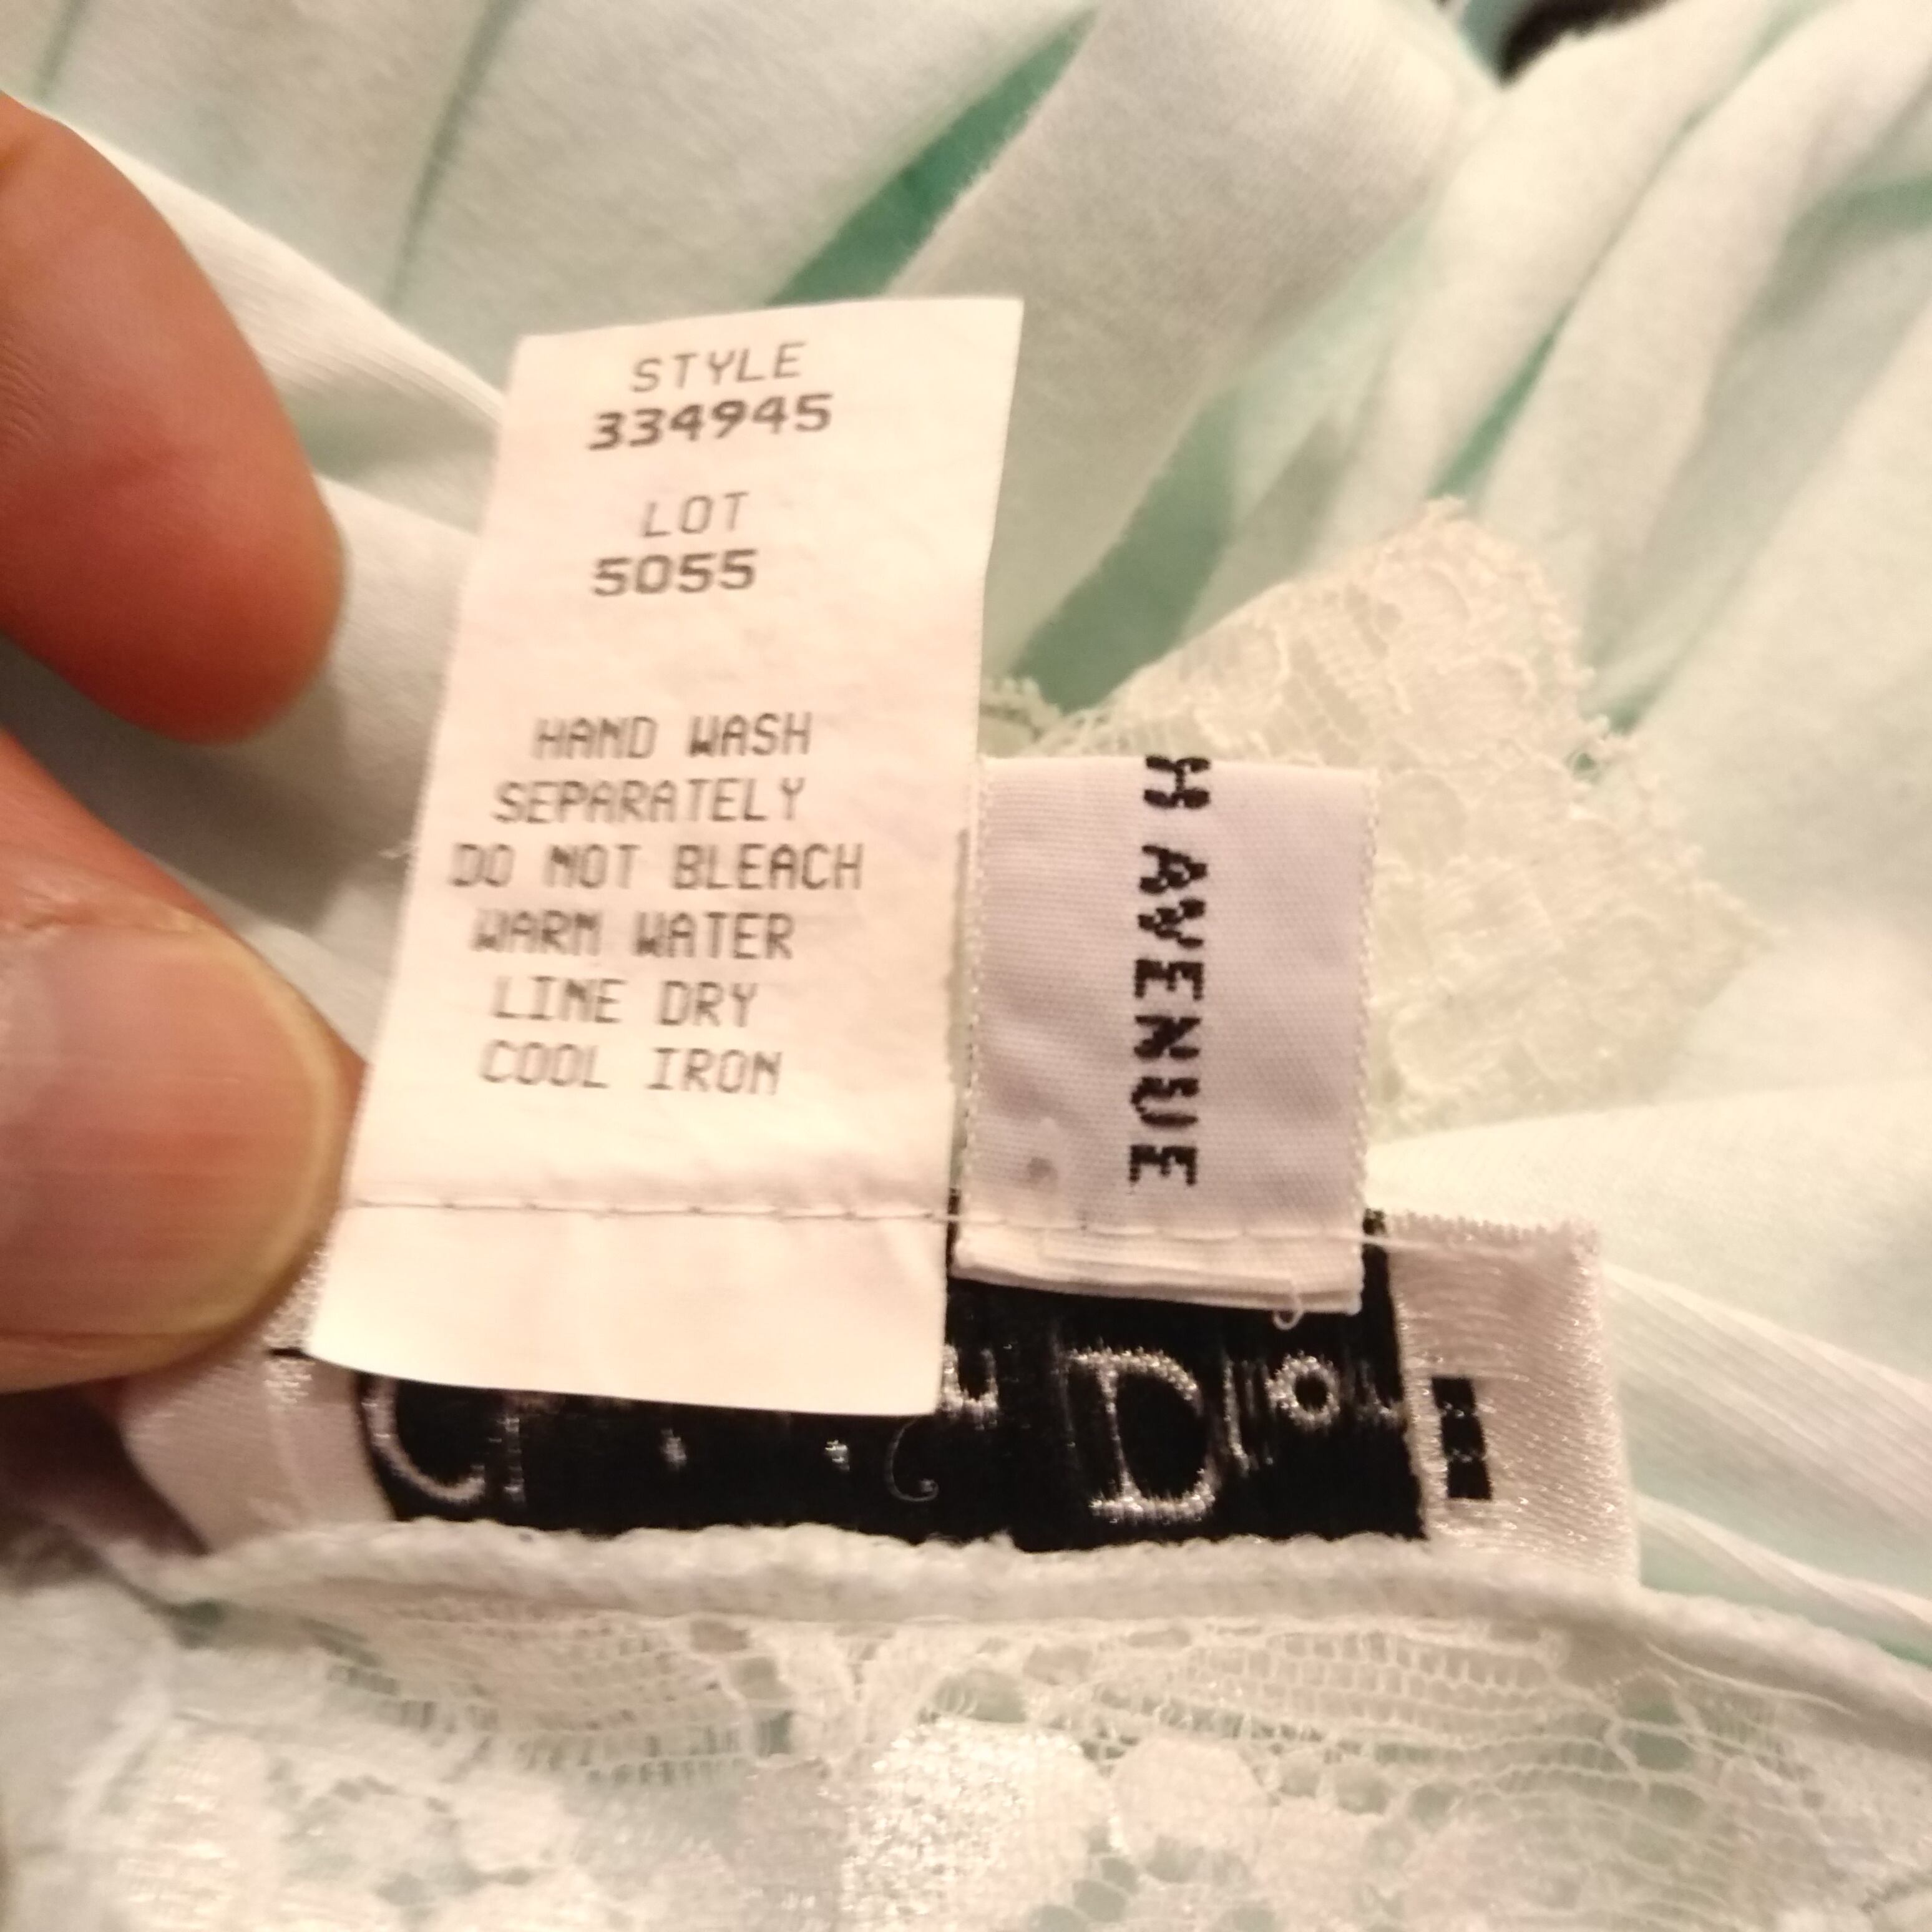 STYLE
334945
LOT
5055
HAND WASH
SEPARATELY
DO NOT BLEACH
WARM WATER
LINE DRY
COOL IRON
H AVENUE